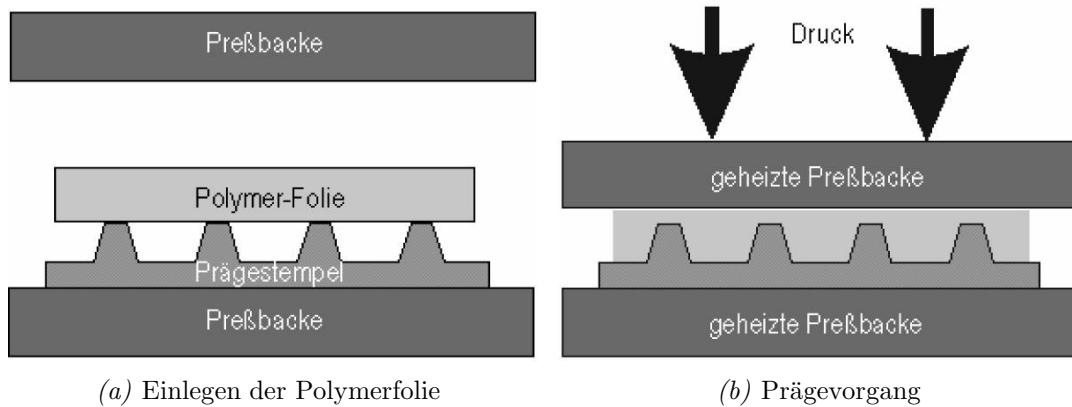 Preßbacke
Polymer-Folie
Prägestempel
Preßbacke
(a) Einlegen der Polymerfolie
Druck
geheizte Preßbacke
geheizte Preßbacke
(b) Prägevorgang